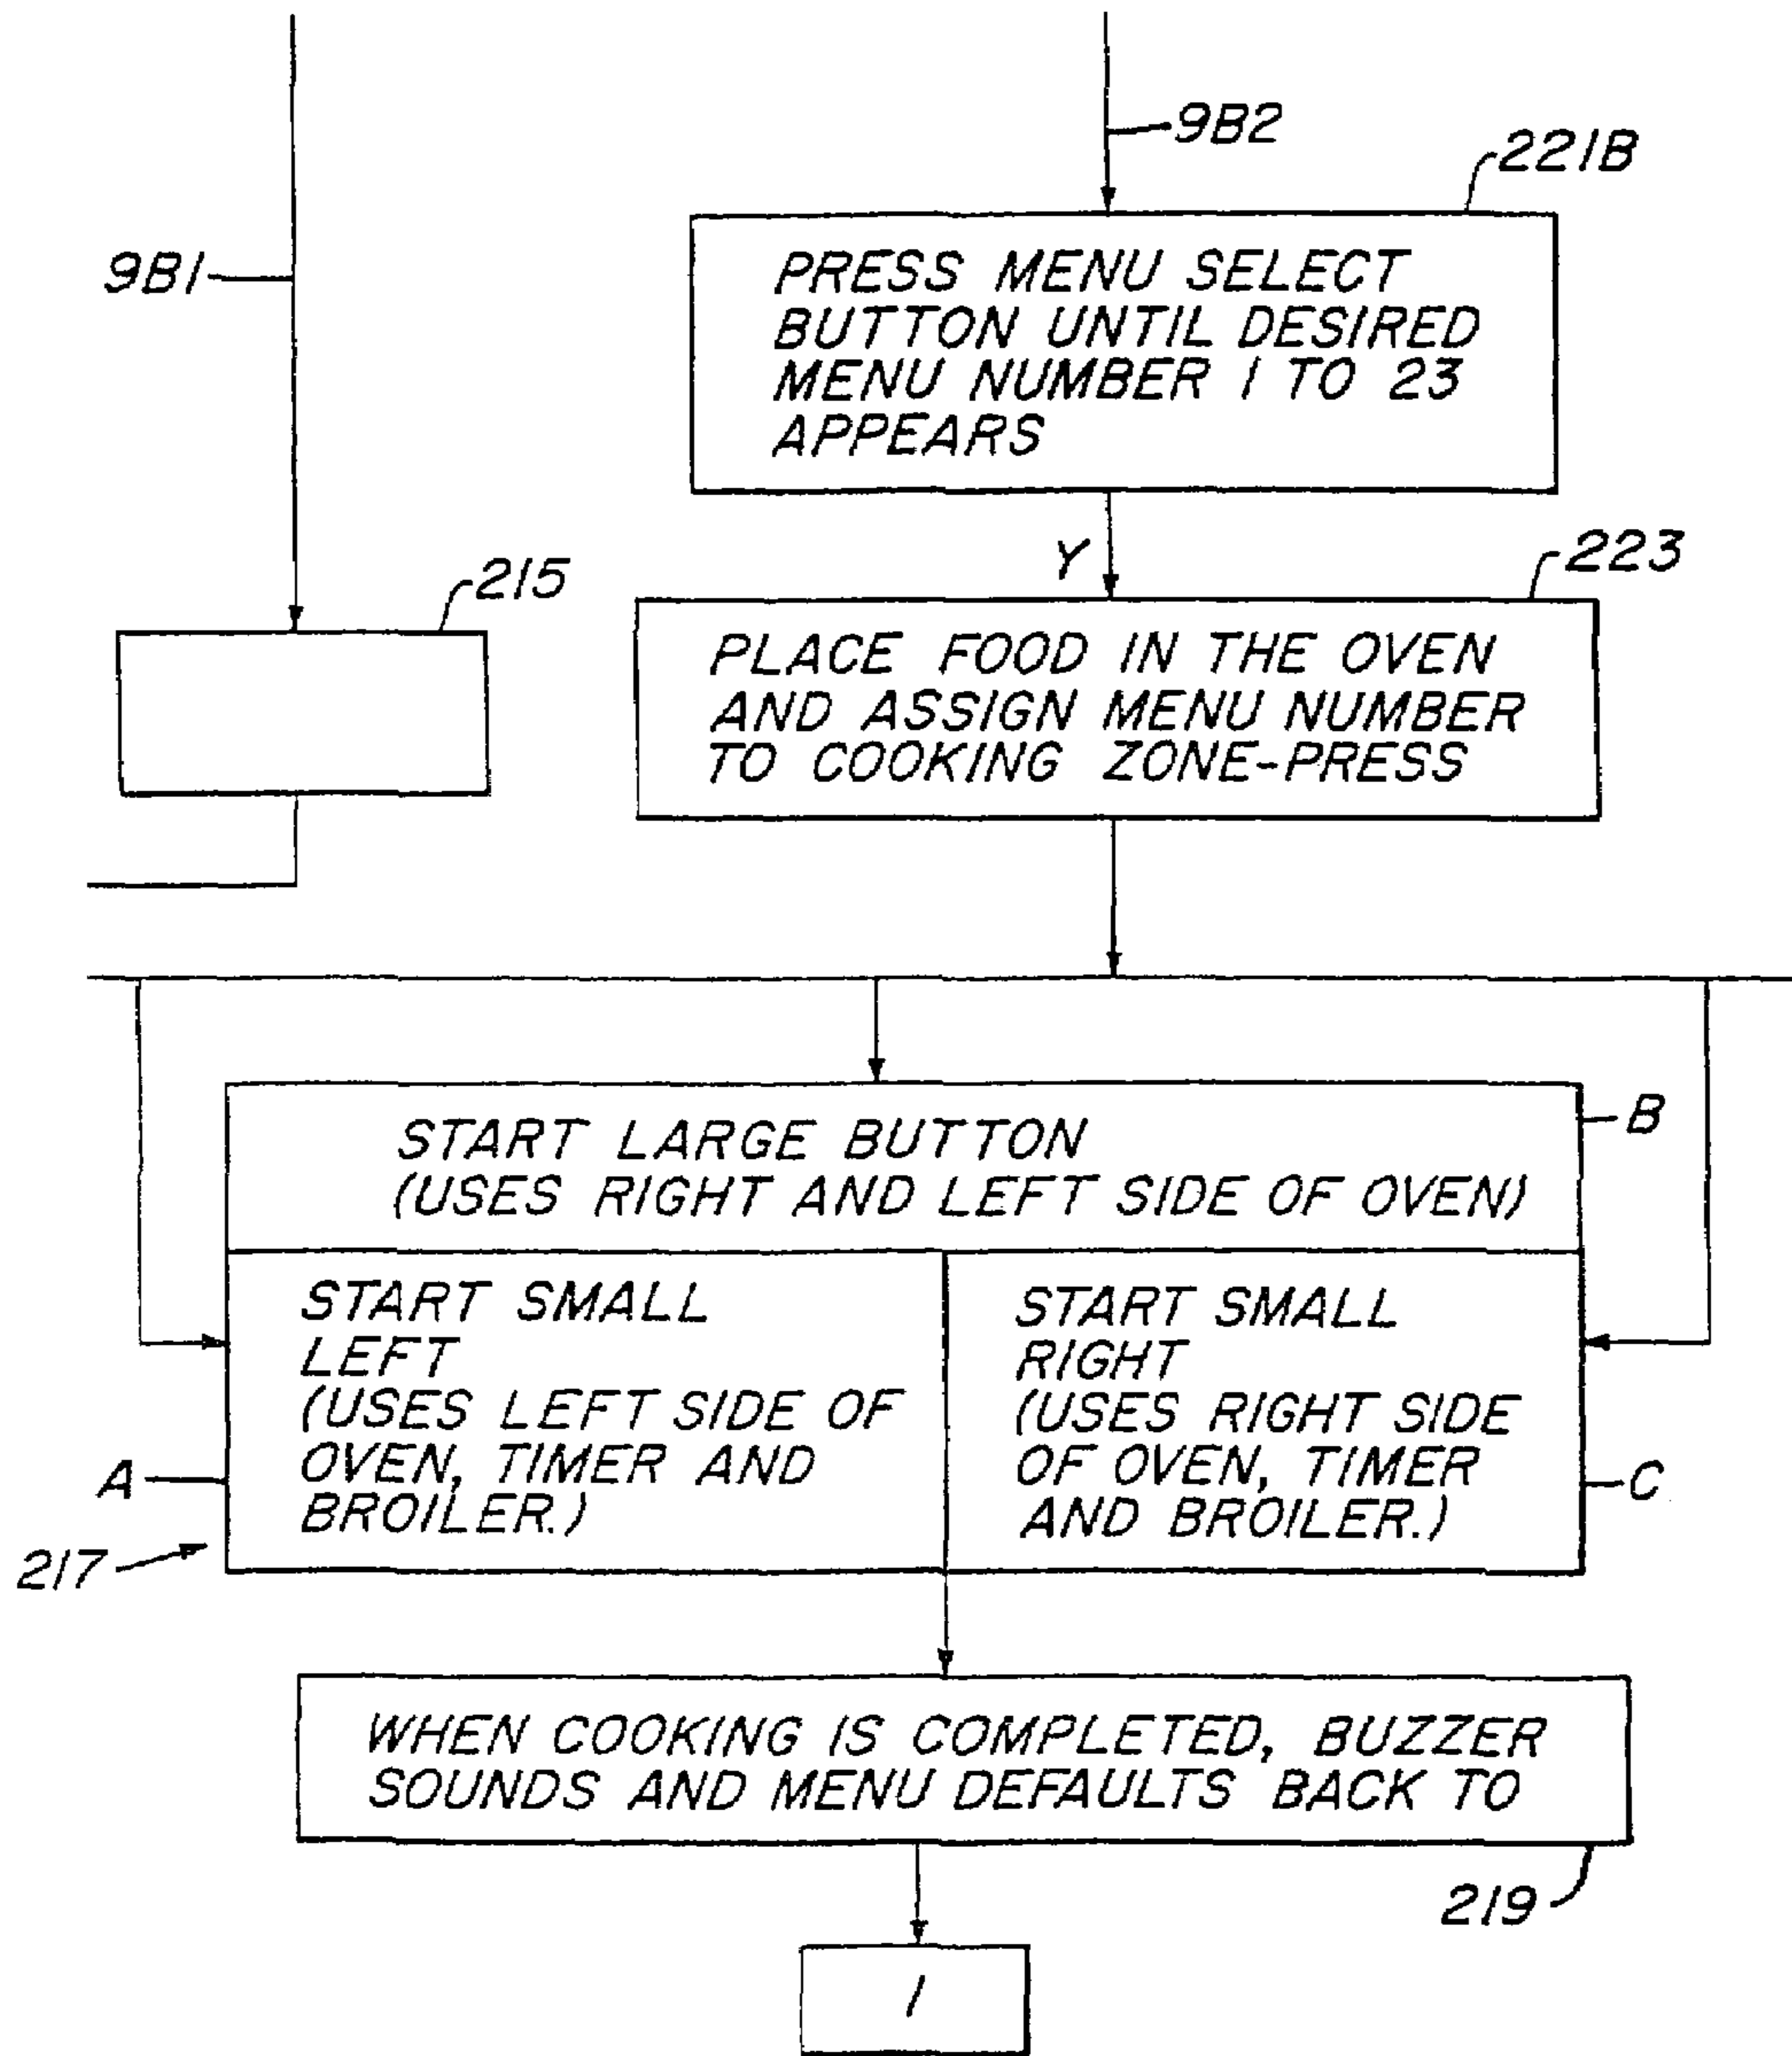 9B2
221B
9B1
PRESS MENU SELECT
BUTTON UNTIL DESIRED
MENU NUMBER 1 TO 23
APPEARS
Y
223
215
PLACE FOOD IN THE OVEN
AND ASSIGN MENU NUMBER
TO COOKING ZONE-PRESS
B
START LARGE BUTTON
(USES RIGHT AND LEFT SIDE OF OVEN)
START SMALL
LEFT
(USES LEFT SIDE OF
OVEN, TIMER AND
BROILER.)
START SMALL
RIGHT
(USES RIGHT SIDE
OF OVEN, TIMER
AND BROILER.)
A
C
217
WHEN COOKING IS COMPLETED, BUZZER
SOUNDS AND MENU DEFAULTS BACK TO
219
1